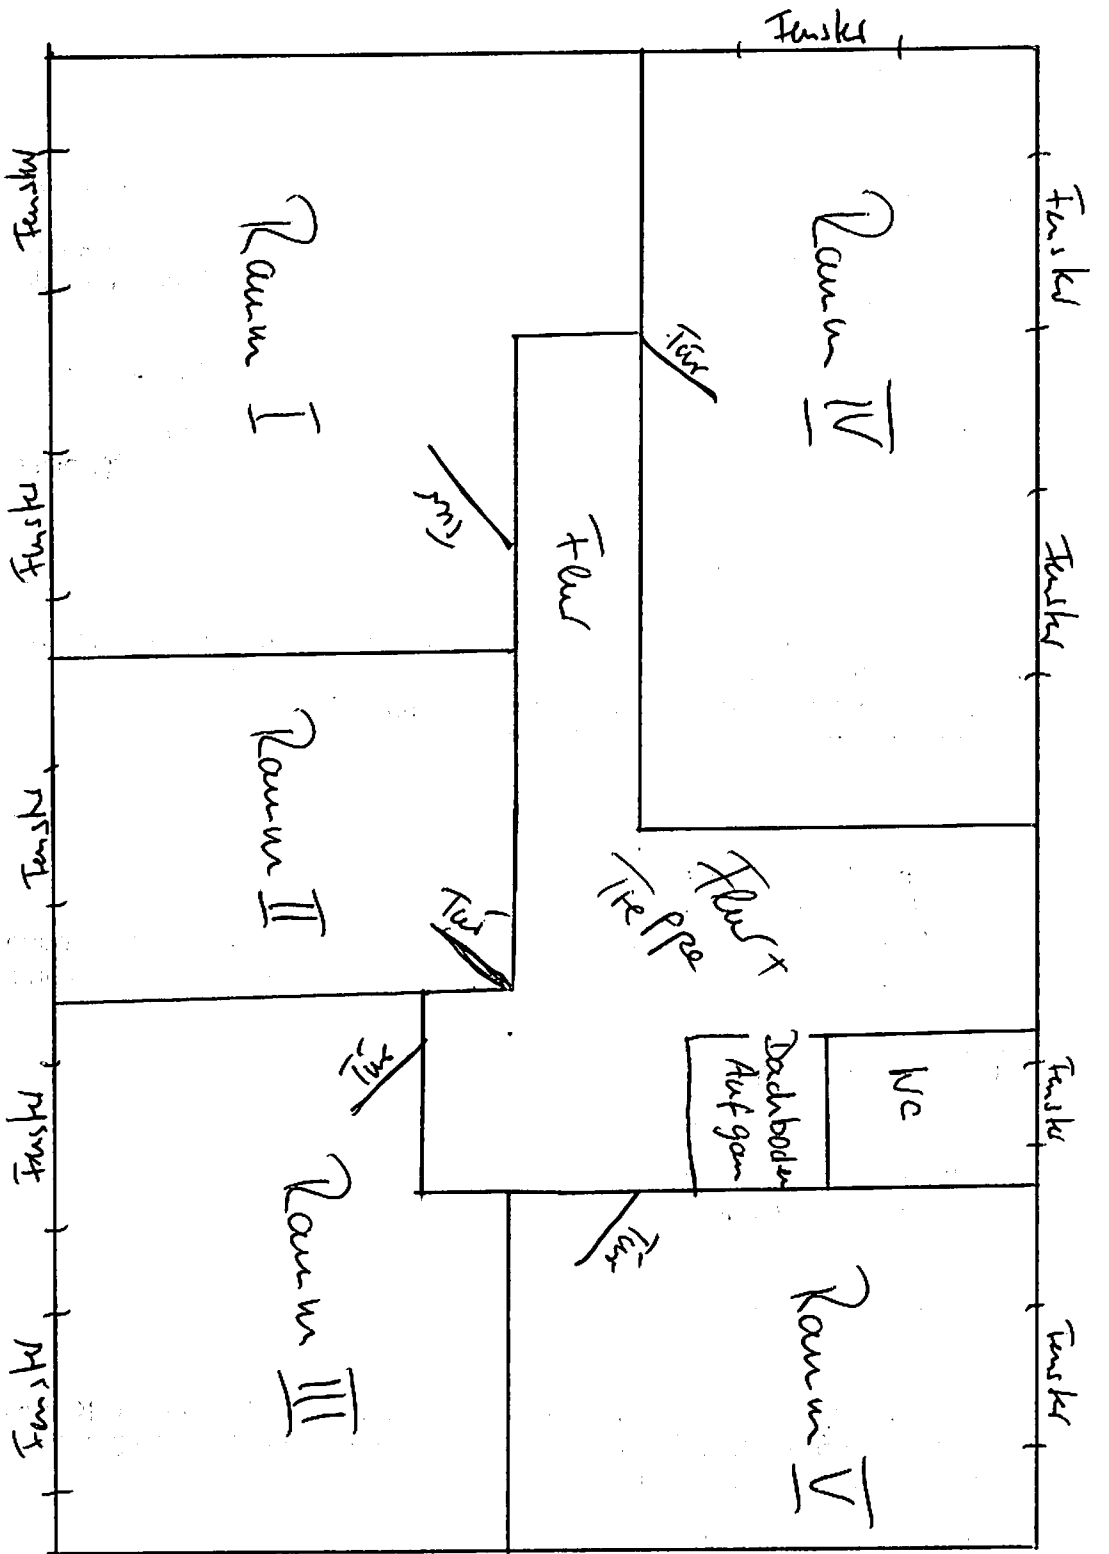 Fenster
Fenster
Fenster
Raum I
Raum IV
Fenster
Tür
Fenster
Tür
Flur
Fenster
Fenster
Raum II
Tür
Flur +
Treppe
Fenster
Tür
Dachboden
Aufgan
WC
Fenster
Raum III
Tür
Raum V
Fenster
Fenster